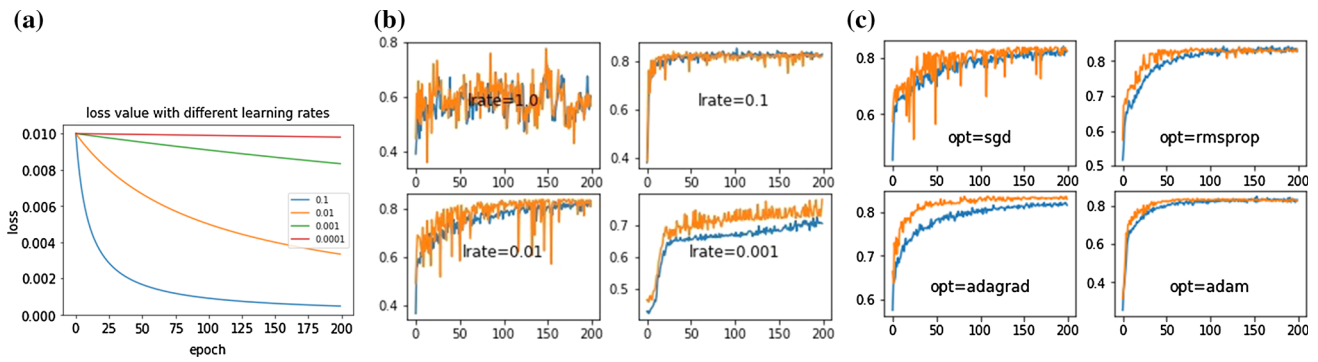 (a)
loss value with different learning rates
0.010
0.008
0.006
0.004
0.002
0.000
loss
0.1
0.01
0.001
0.0001
0 25 50 75 100 125 150 175 200
epoch
(b)
0.8
0.6
0.4
lrate=1.0
0 50 100 150 200
0.8
0.6
0.4
lrate=0.1
0 50 100 150 200
0.8
0.6
0.4
lrate=0.01
0 50 100 150 200
0.7
0.6
0.5
lrate=0.001
0 50 100 150 200
(c)
0.8
0.6
opt=sgd
0 50 100 150 200
0.8
0.7
0.6
0.5
opt=rmsprop
0 50 100 150 200
0.8
0.7
0.6
opt=adagrad
0 50 100 150 200
0.8
0.6
0.4
opt=adam
0 50 100 150 200